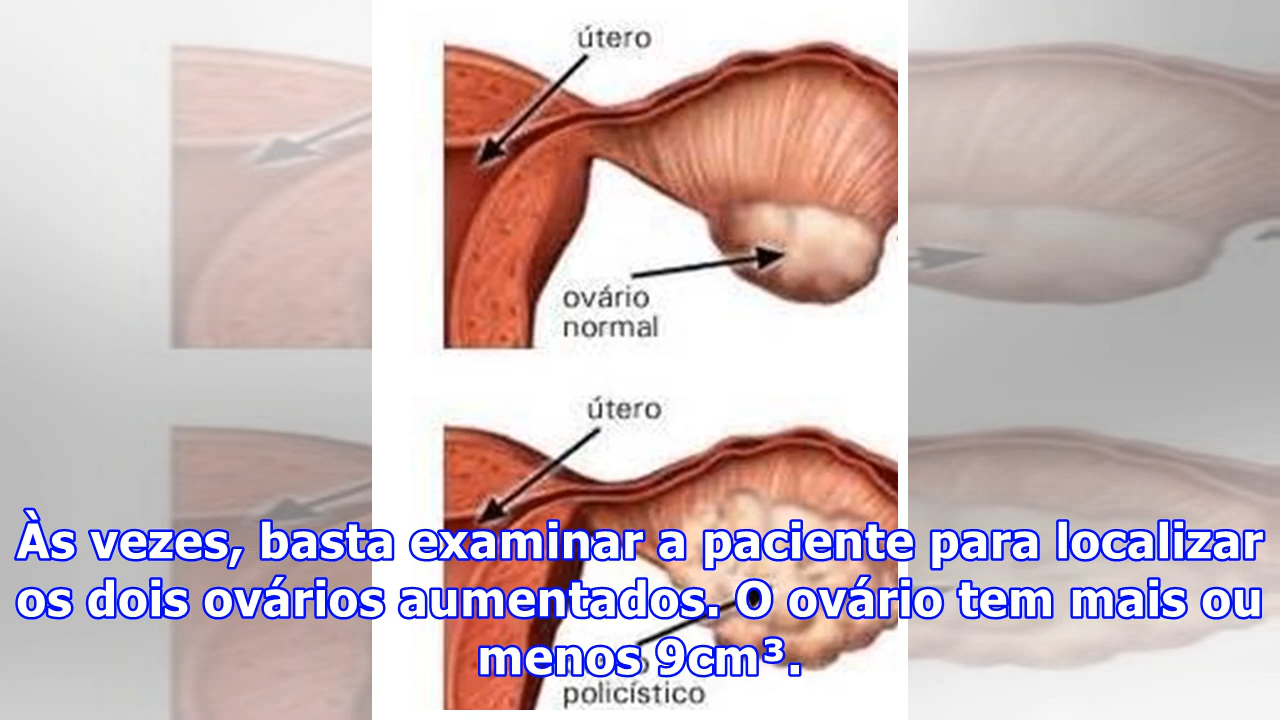 útero
ovário
normal
útero
Às vezes, basta examinar a paciente para localizar
os dois ovários aumentados. O ovário tem mais ou
menos 9cm³.
policístico